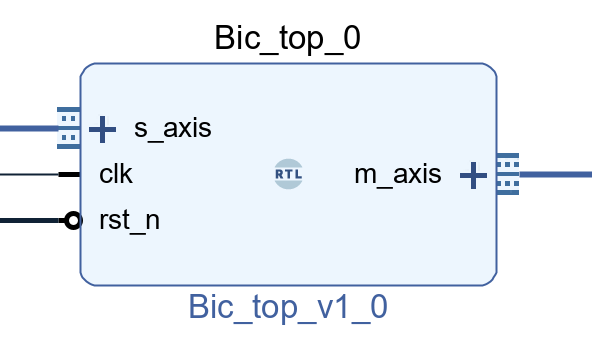 Bic_top_0
s_axis
clk
RTL
m_axis
rst_n
Bic_top_v1_0